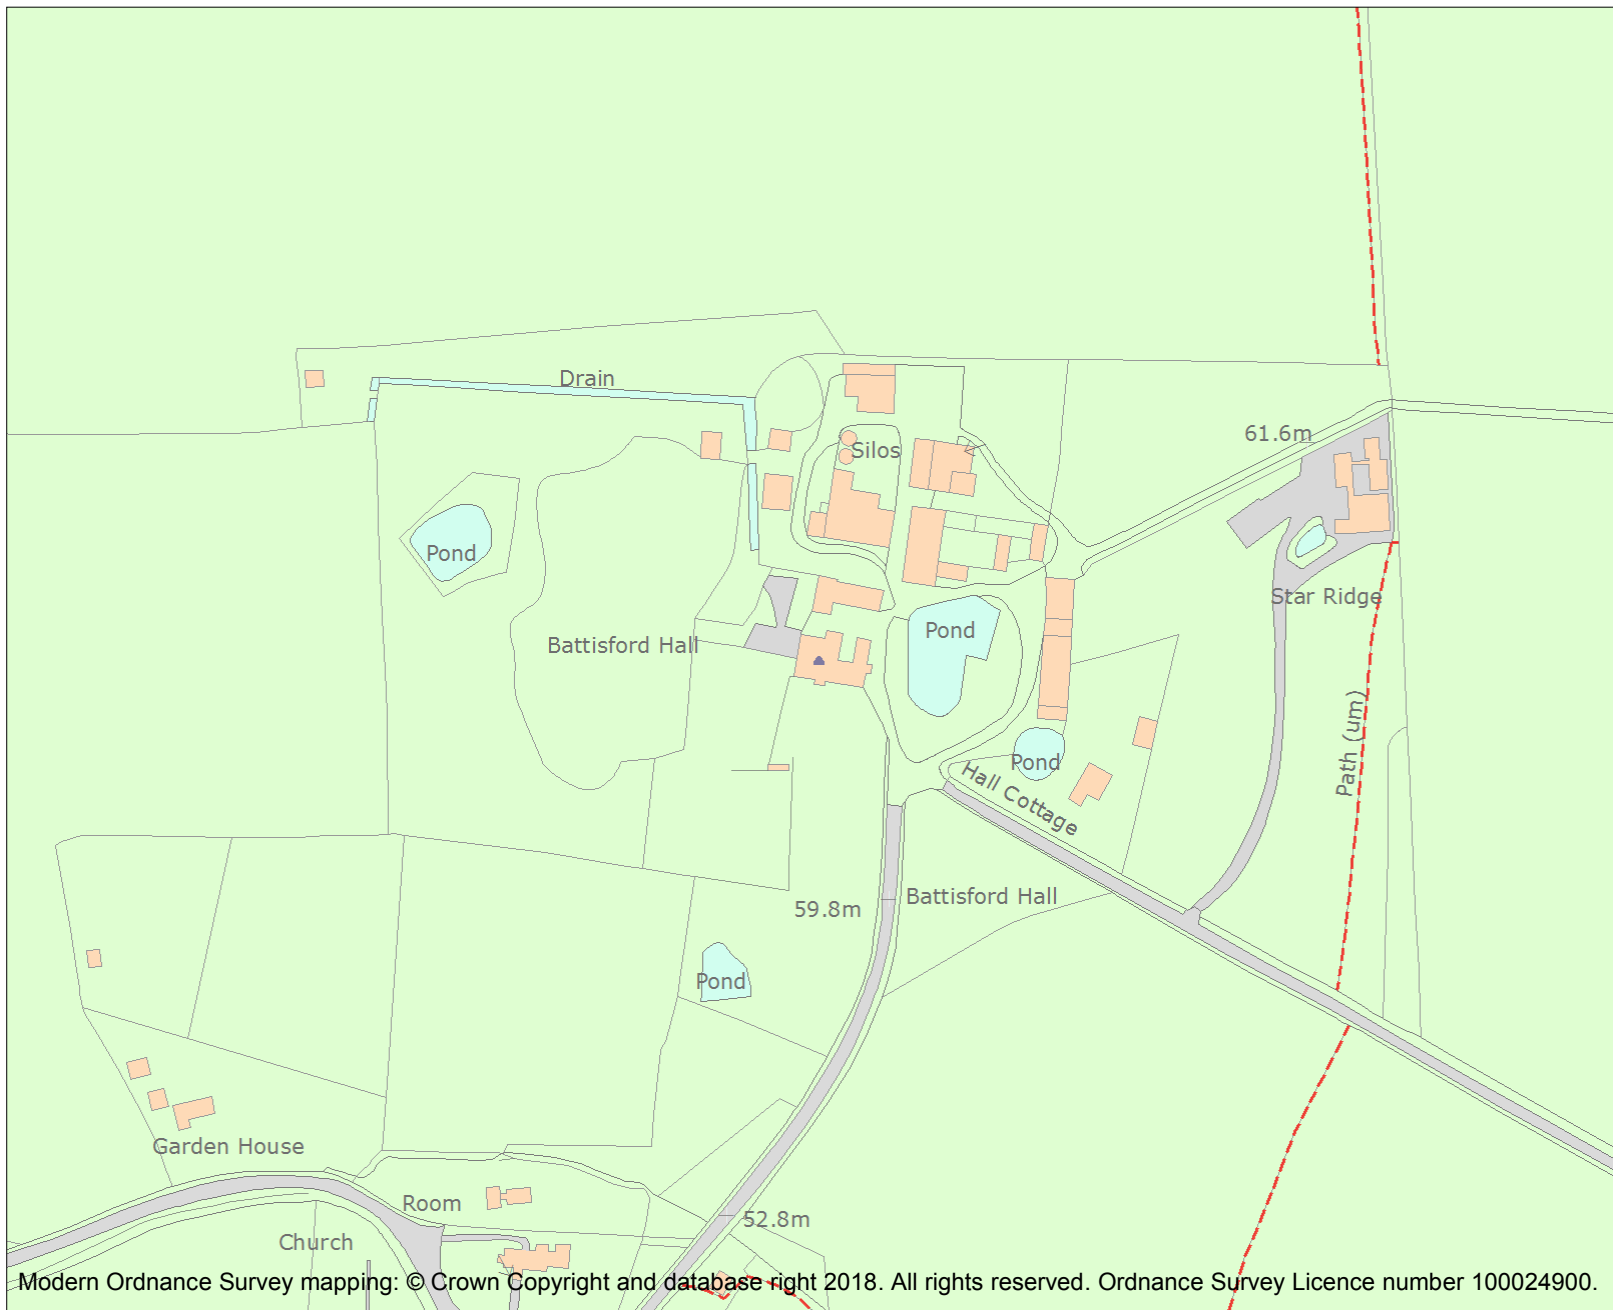 Drain
61.6m
Silos
Pond
Star Ridge
Pond
Battisford Hall
Path (um)
Pond
Hall Cottage
Battisford Hall
59.8m
Pond
Garden House
Room
52.8m
Church
Modern Ordnance Survey mapping: © Crown Copyright and database right 2018. All rights reserved. Ordnance Survey Licence number 100024900.